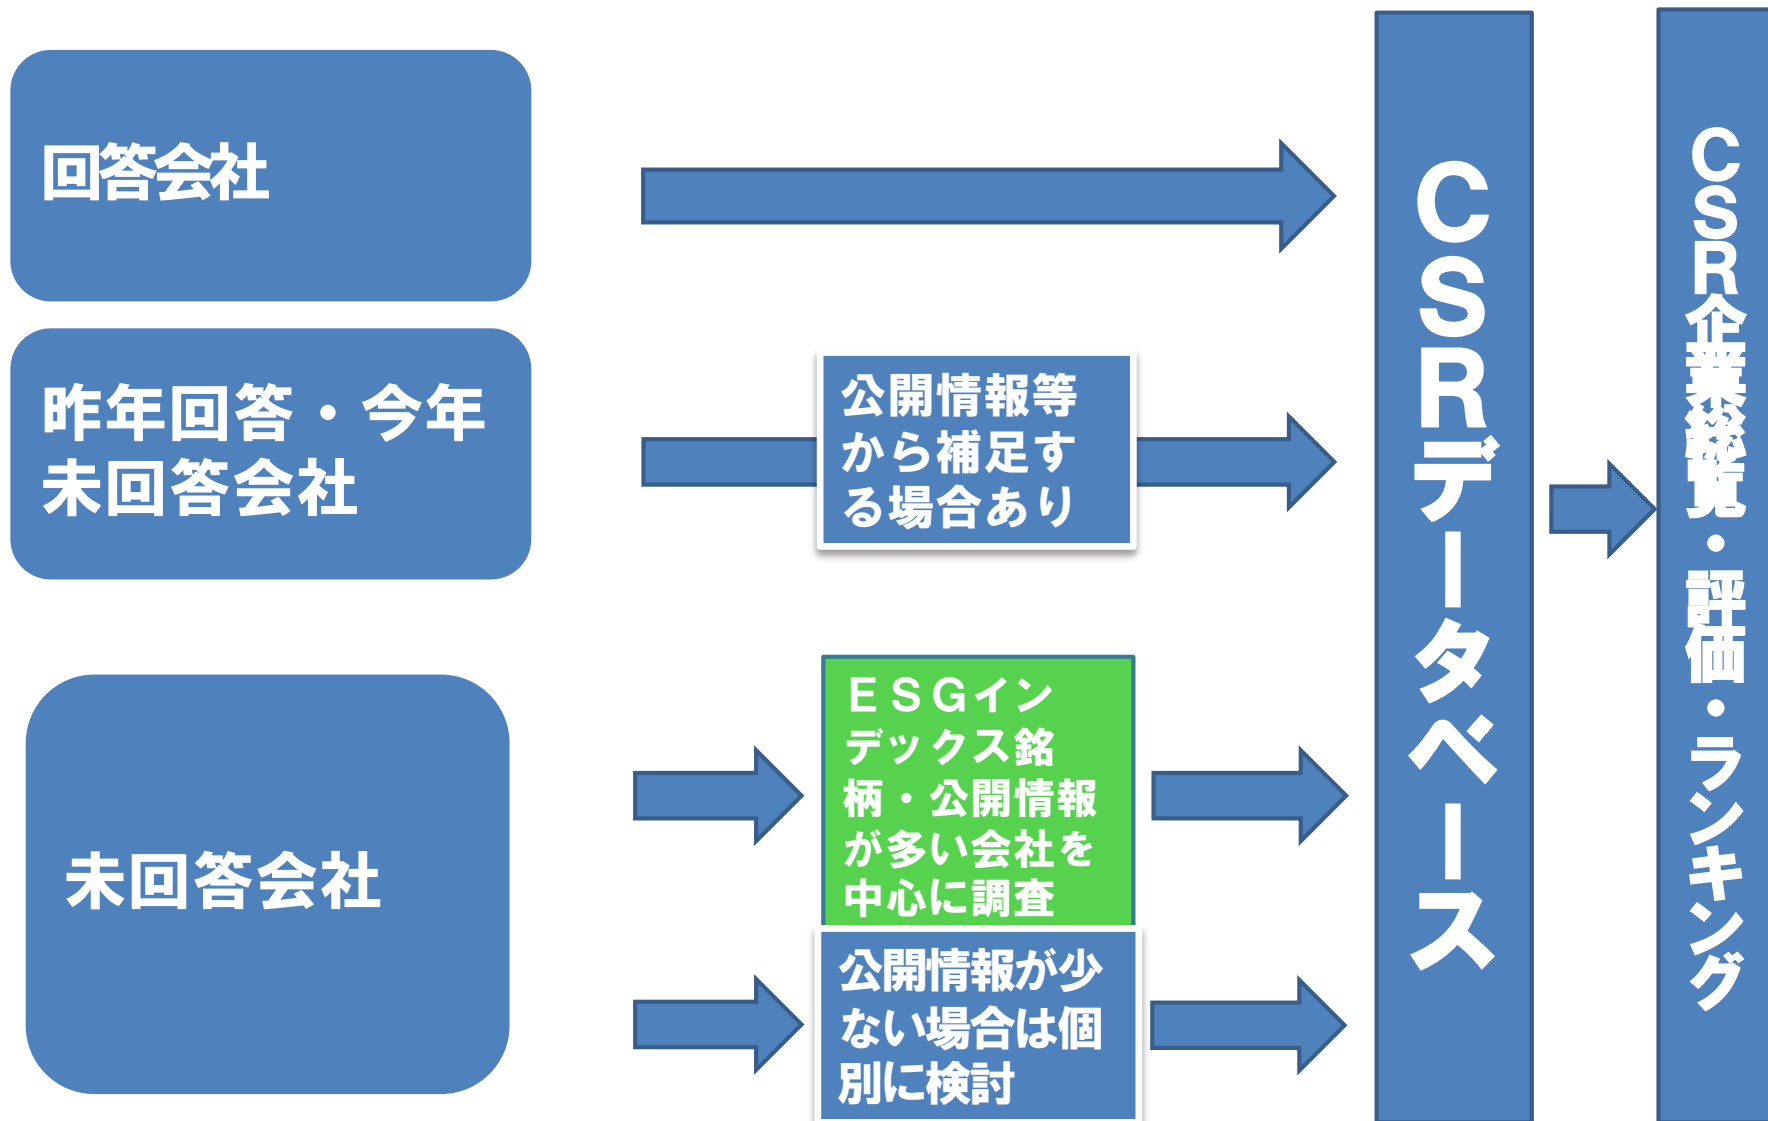 回答会社
昨年回答・今年
未回答会社
公開情報等
から補足す
る場合あり
未回答会社
ＥＳＧイン
デックス銘
柄・公開情報
が多い会社を
中心に調査
公開情報が少
ない場合は個
別に検討
ＣＳＲデータベース
ＣＳＲ企業総覧・評価・ランキング